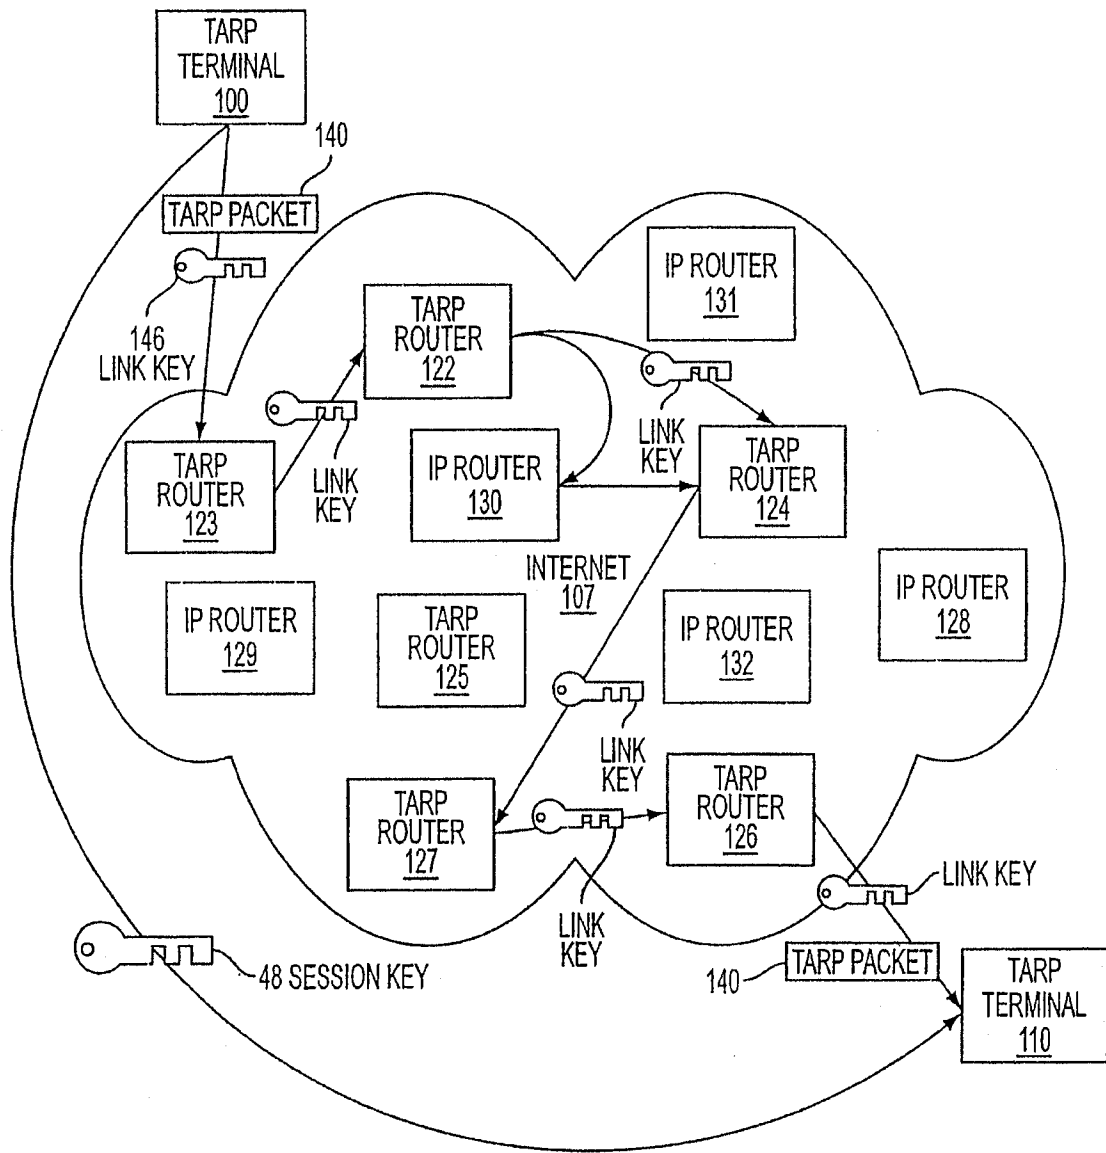 TARP
TERMINAL
100
140
TARP PACKET
146
LINK KEY
IP ROUTER
131
TARP
ROUTER
122
LINK
KEY
LINK
KEY
TARP
ROUTER
123
IP ROUTER
130
TARP
ROUTER
124
INTERNET
107
IP ROUTER
129
TARP
ROUTER
125
IP ROUTER
132
IP ROUTER
128
LINK
KEY
TARP
ROUTER
127
TARP
ROUTER
126
LINK
KEY
LINK KEY
48 SESSION KEY
140
TARP PACKET
TARP
TERMINAL
110